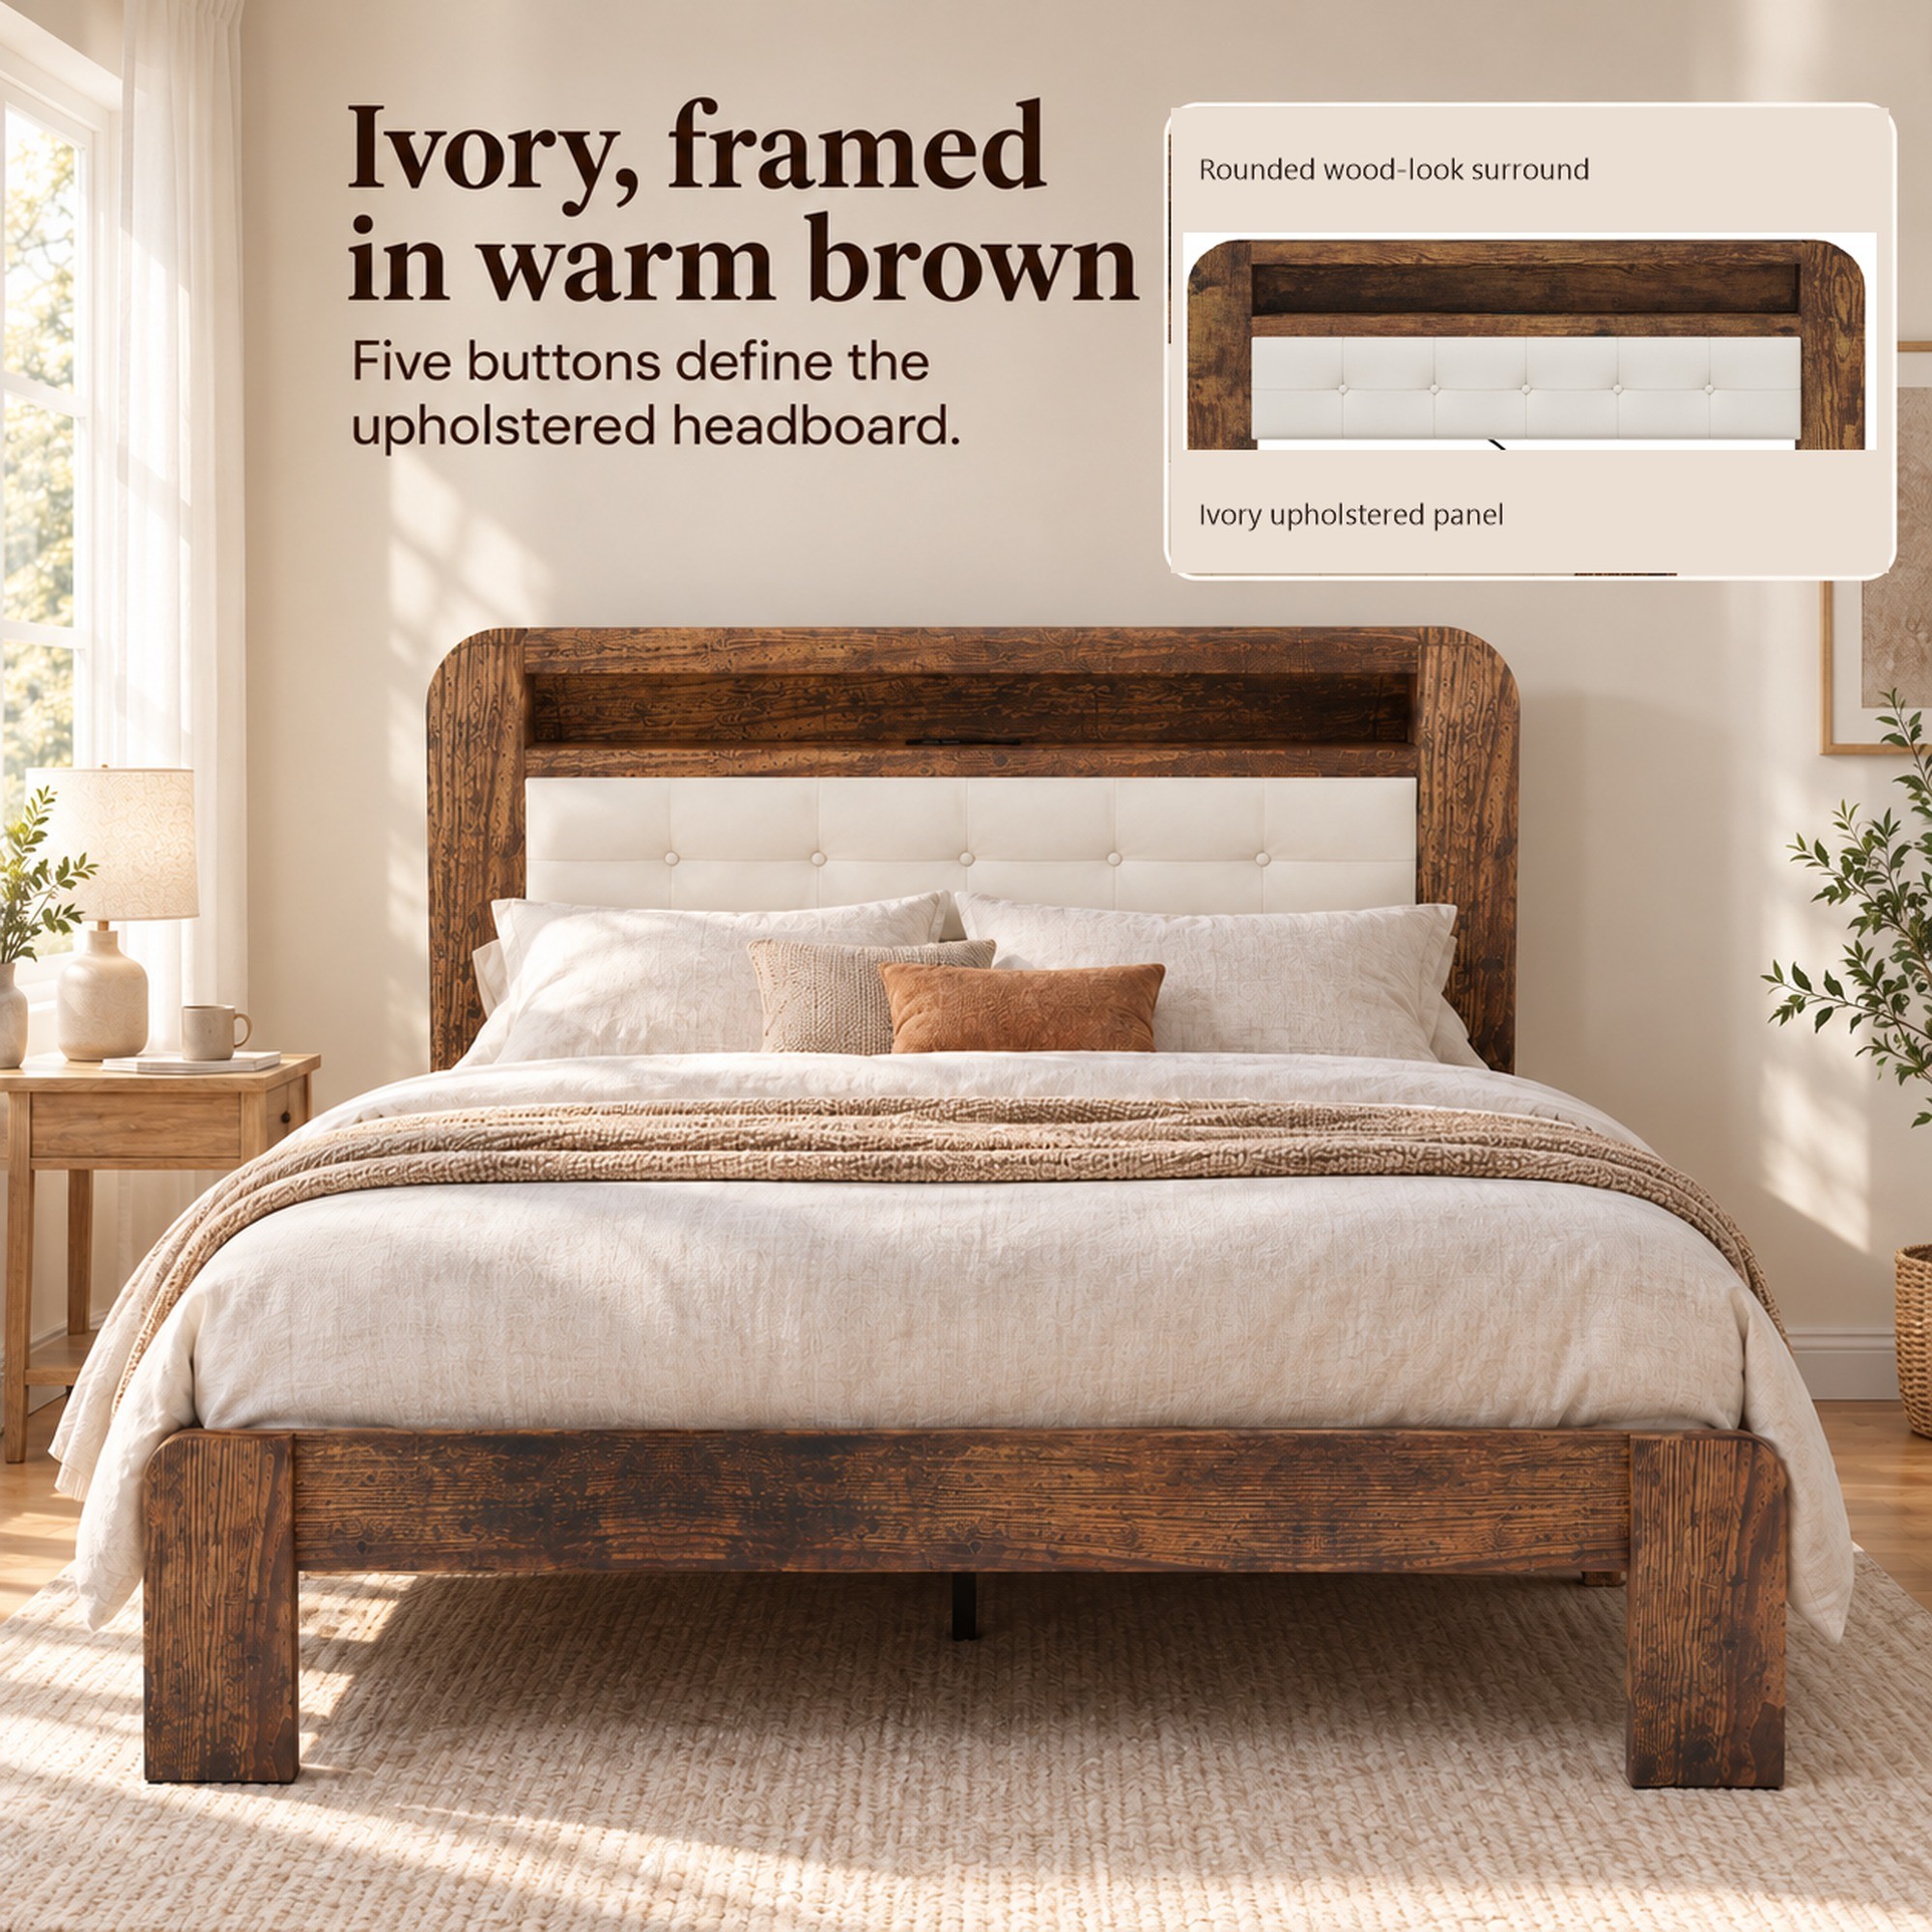 Ivory, framed
in warm brown
Five buttons define the
upholstered headboard.
Rounded wood-look surround
Ivory upholstered panel